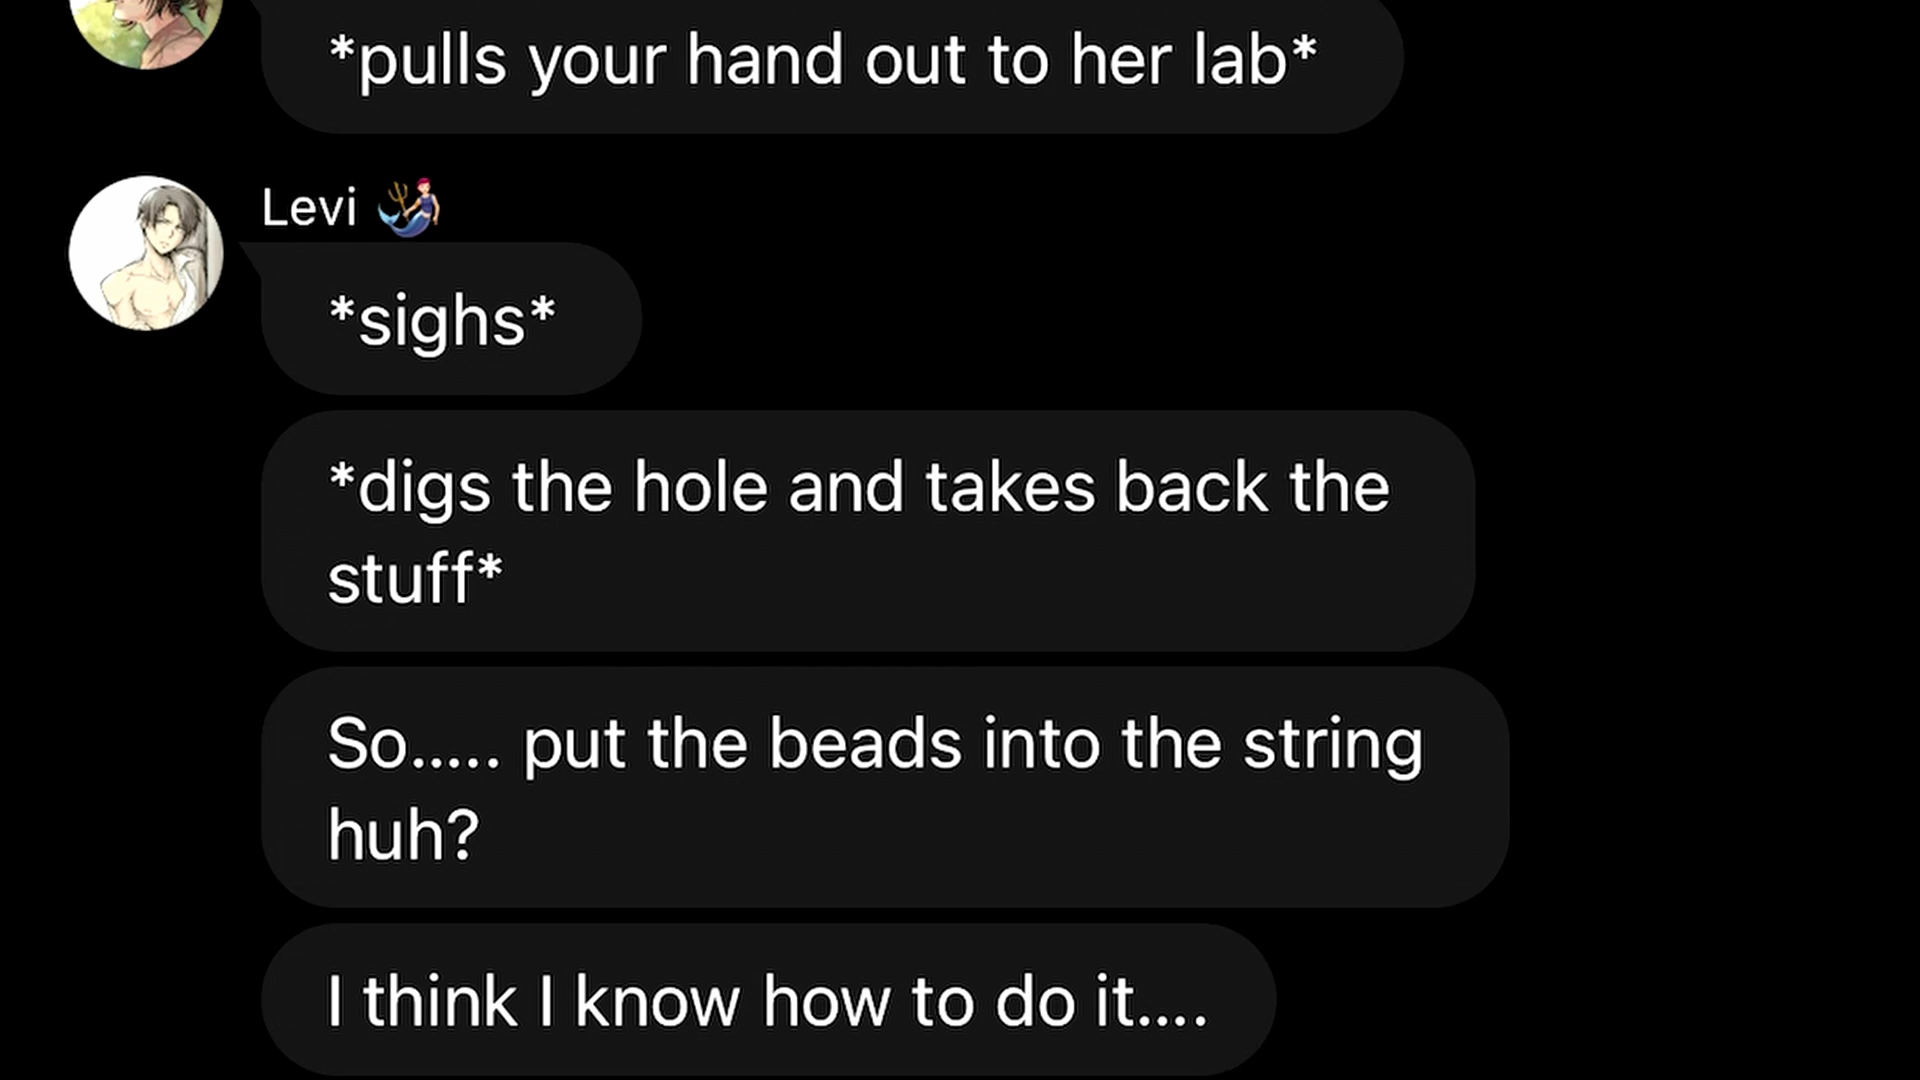 *pulls your hand out to her lab*
Levi 🧜‍♀️
*sighs*
*digs the hole and takes back the
stuff*
So..... put the beads into the string
huh?
I think I know how to do it....